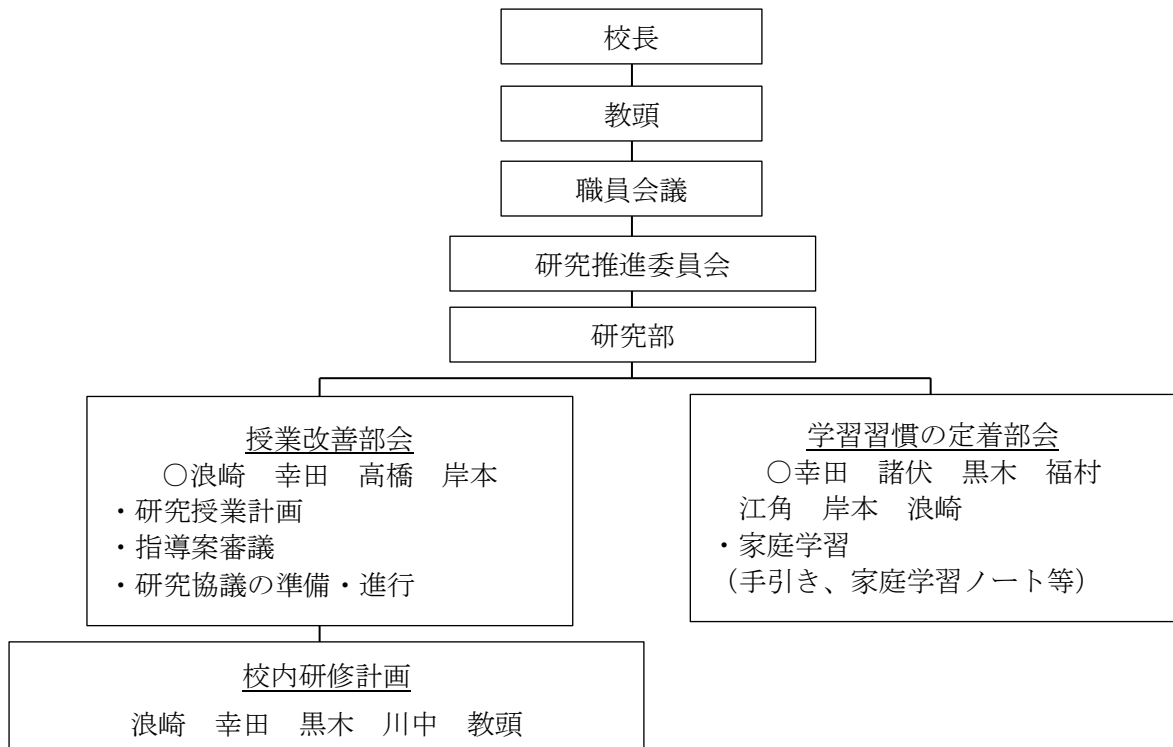 校長
教頭
職員会議
研究推進委員会
研究部
授業改善部会
○浪崎　幸田　高橋　岸本
・研究授業計画
・指導案審議
・研究協議の準備・進行
学習習慣の定着部会
○幸田　諸伏　黒木　福村
江角　岸本　浪崎
・家庭学習
（手引き、家庭学習ノート等）
校内研修計画
浪崎　幸田　黒木　川中　教頭